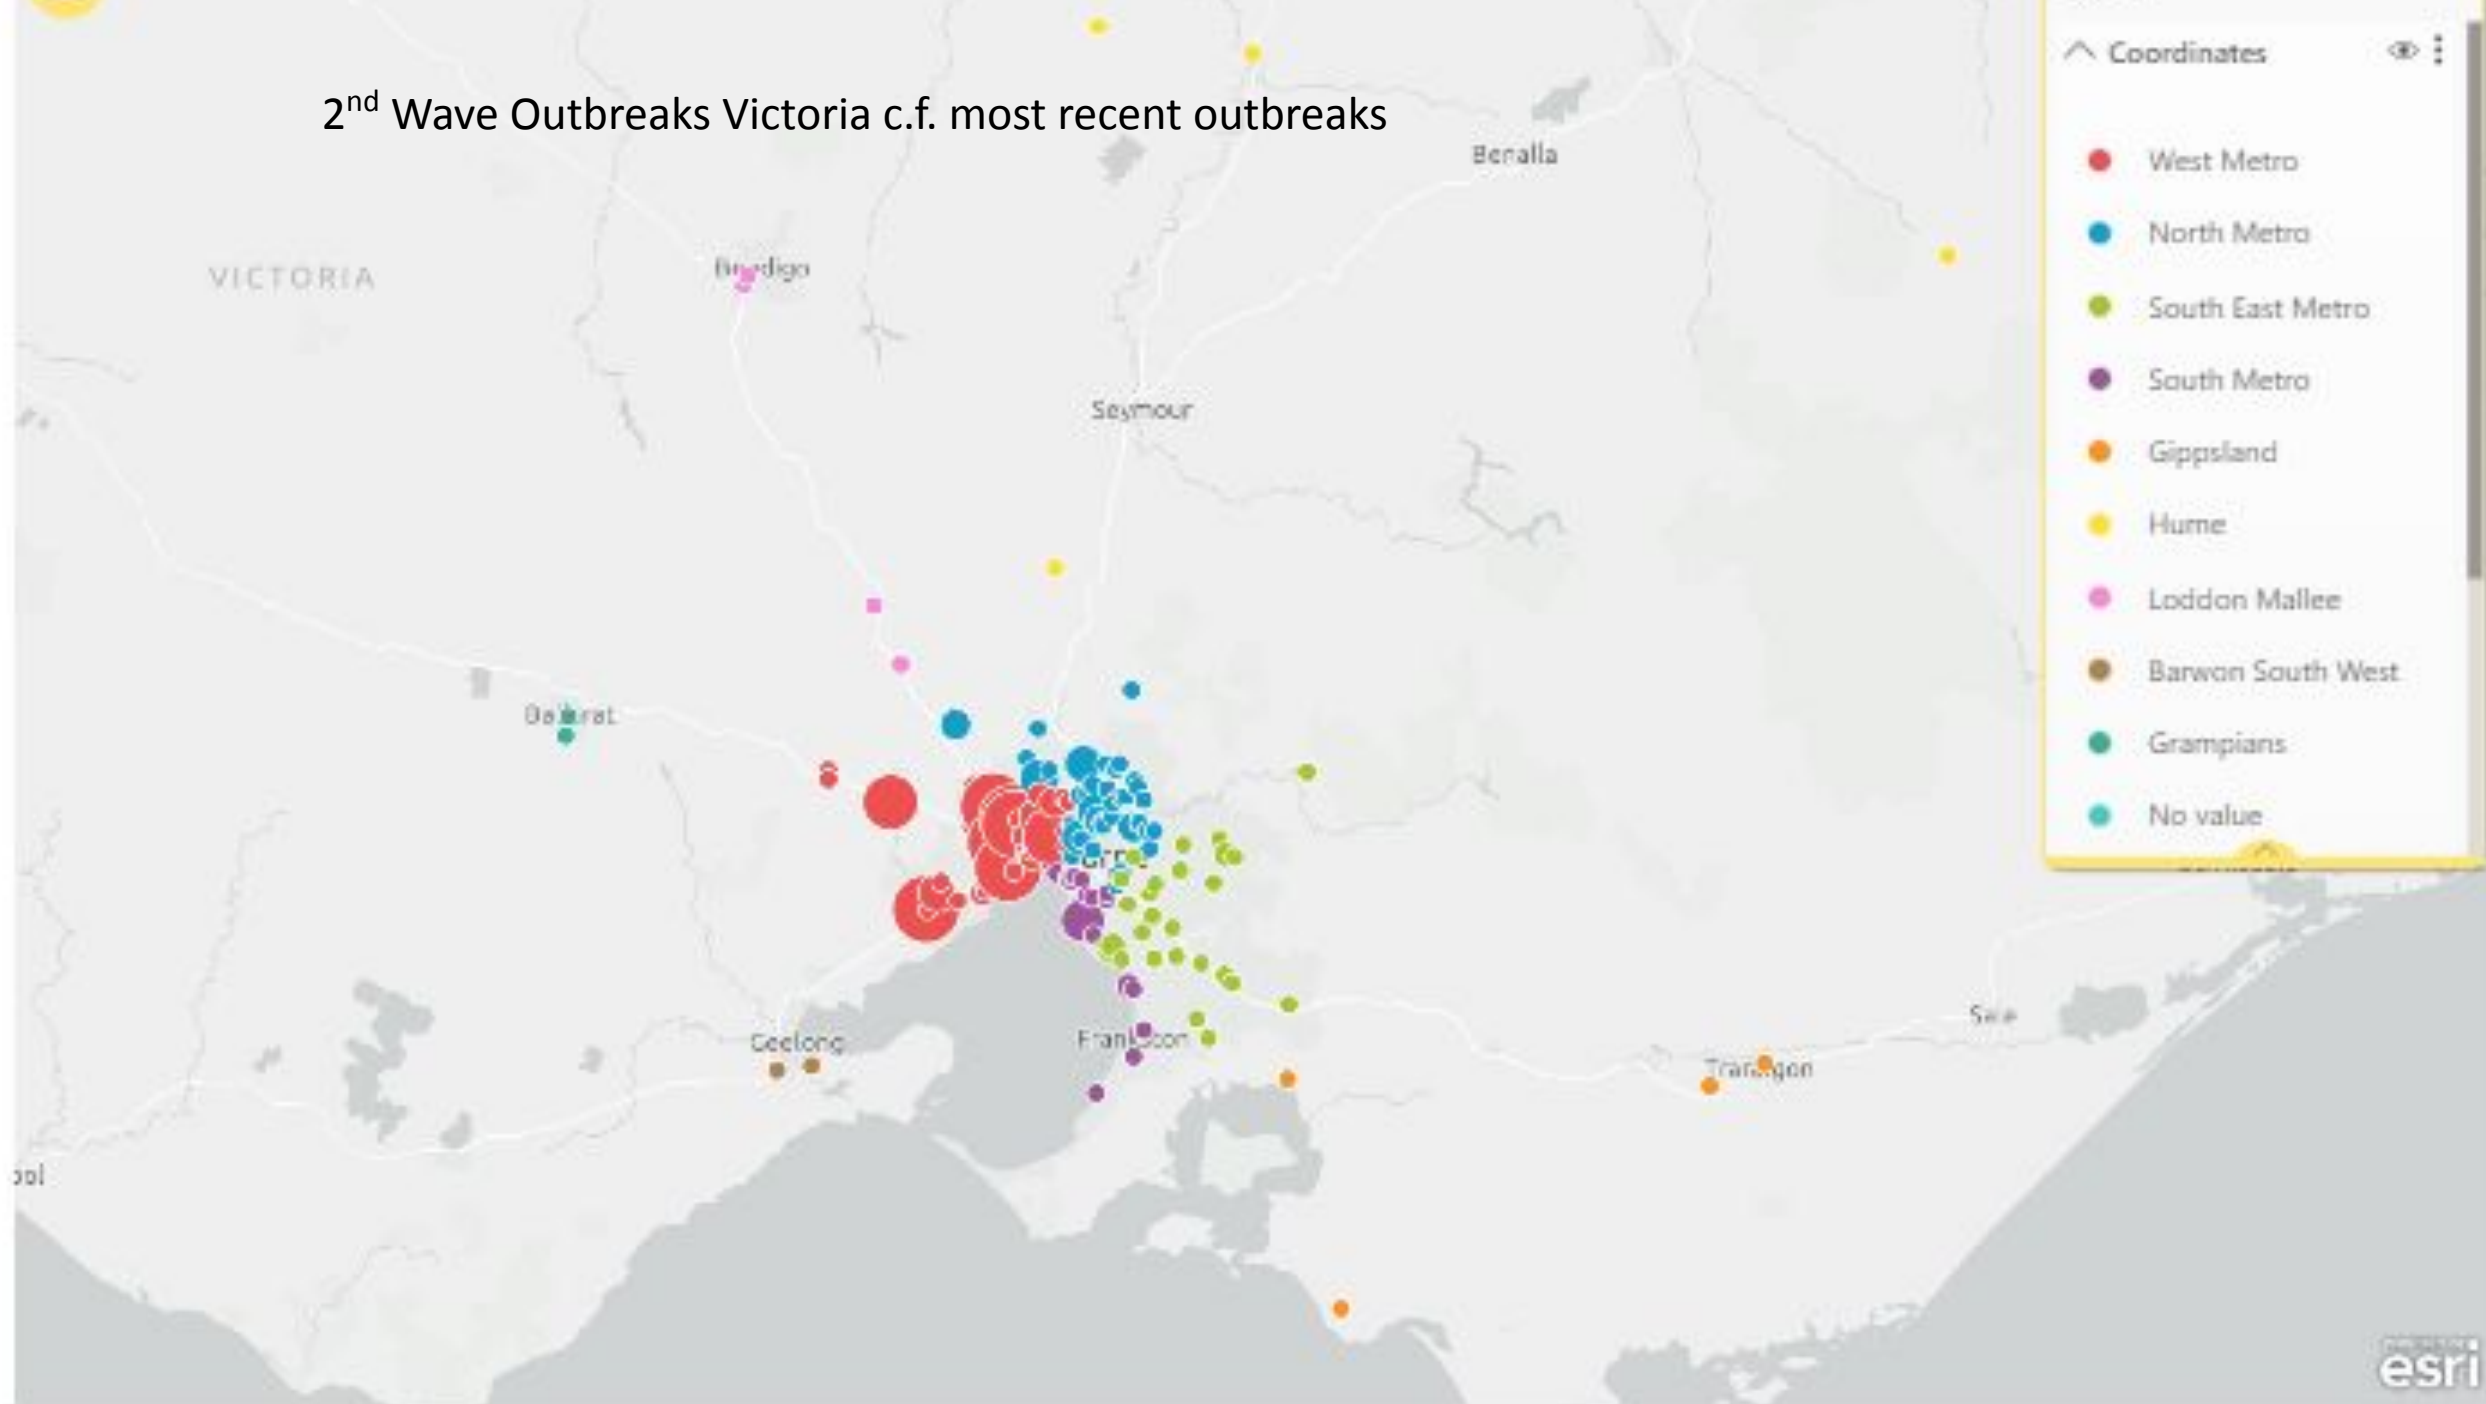 Coordinates
2nd Wave Outbreaks Victoria c.f. most recent outbreaks
Benalla
West Metro
North Metro
VICTORIA
South East Metro
South Metro
Seymour
Gippsland
Hume
Loddon Mallee
Barwon South West
Grampians
No value
Geelong
Sale
esri